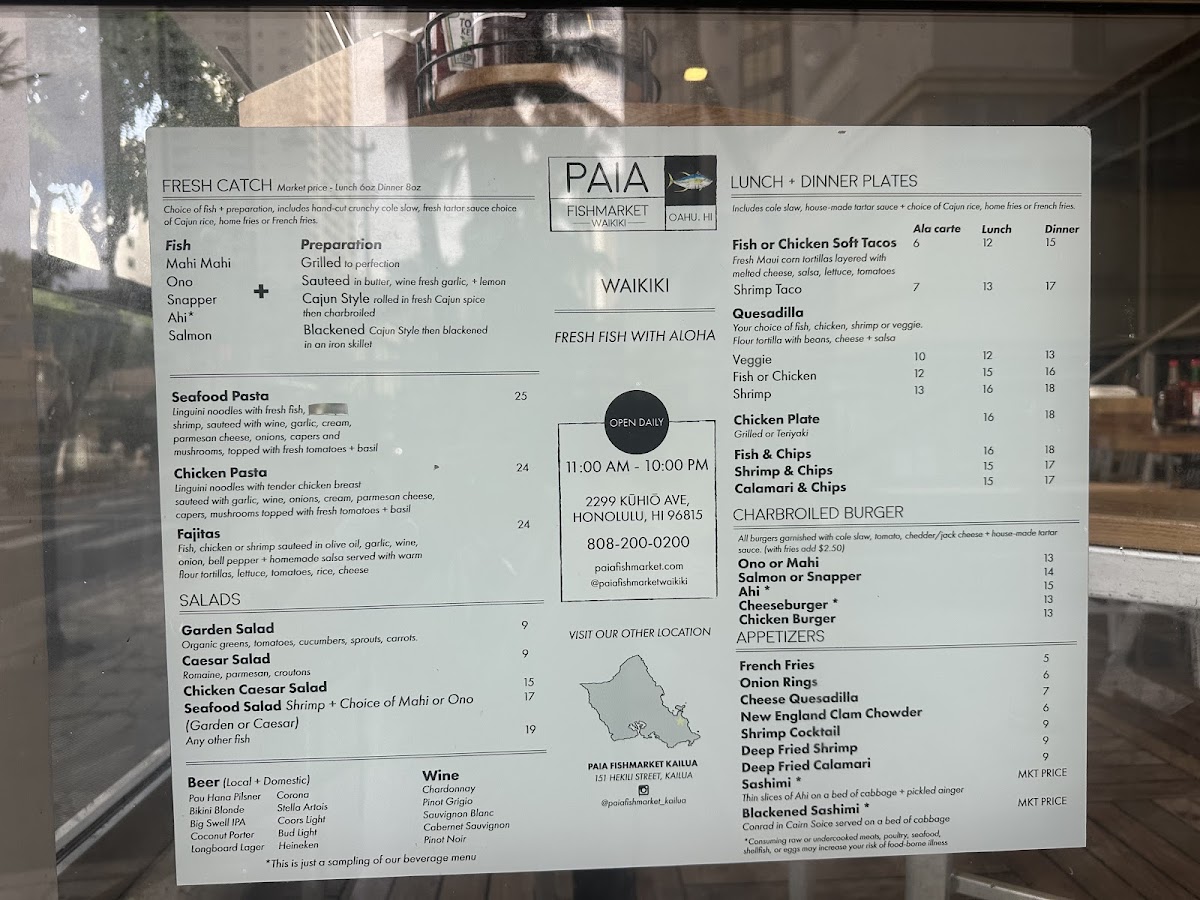 FRESH CATCH Market price - Lunch 6oz Dinner 8oz
Choice of fish + preparation, includes hand-cut crunchy cole slaw, fresh tartar sauce choice
of Cajun rice, home fries or French fries.
Fish
Mahi Mahi
Ono
Snapper
Ahi*
Salmon
+
Preparation
Grilled to perfection
Sauteed in butter, wine fresh garlic, + lemon
Cajun Style rolled in fresh Cajun spice
then charbroiled
Blackened Cajun Style then blackened
in an iron skillet
Seafood Pasta 25
Linguini noodles with fresh fish,
shrimp, sauteed with wine, garlic, cream,
parmesan cheese, onions, capers and
mushrooms, topped with fresh tomatoes + basil
Chicken Pasta 24
Linguini noodles with tender chicken breast
sauteed with garlic, wine, onions, cream, parmesan cheese,
capers, mushrooms topped with fresh tomatoes + basil
Fajitas 24
Fish, chicken or shrimp sauteed in olive oil, garlic, wine,
onion, bell pepper + homemade salsa served with warm
flour tortillas, lettuce, tomatoes, rice, cheese
SALADS
Garden Salad 9
Organic greens, tomatoes, cucumbers, sprouts, carrots.
Caesar Salad 9
Romaine, parmesan, croutons
Chicken Caesar Salad 15
Seafood Salad Shrimp + Choice of Mahi or Ono 17
(Garden or Caesar)
Any other fish 19
Beer (Local + Domestic)
Pau Hana Pilsner
Bikini Blonde
Big Swell IPA
Coconut Porter
Longboard Lager
Corona
Stella Artois
Coors Light
Bud Light
Heineken
Wine
Chardonnay
Pinot Grigio
Sauvignon Blanc
Cabernet Sauvignon
Pinot Noir
*This is just a sampling of our beverage menu
PAIA
FISHMARKET
WAIKIKI
OAHU, HI
WAIKIKI
FRESH FISH WITH ALOHA
OPEN DAILY
11:00 AM - 10:00 PM
2299 KŪHIŌ AVE,
HONOLULU, HI 96815
808-200-0200
paiafishmarket.com
@paiafishmarketwaikiki
VISIT OUR OTHER LOCATION
PAIA FISHMARKET KAILUA
151 HEKILI STREET, KAILUA
@paiafishmarket_kailua
LUNCH + DINNER PLATES
Includes cole slaw, house-made tartar sauce + choice of Cajun rice, home fries or French fries.
Ala carte Lunch Dinner
Fish or Chicken Soft Tacos 6 12 15
Fresh Maui corn tortillas layered with
melted cheese, salsa, lettuce, tomatoes
Shrimp Taco 7 13 17
Quesadilla
Your choice of fish, chicken, shrimp or veggie.
Flour tortilla with beans, cheese + salsa
Veggie 10 12 13
Fish or Chicken 12 15 16
Shrimp 13 16 18
Chicken Plate 16 18
Grilled or Teriyaki
Fish & Chips 16 18
Shrimp & Chips 15 17
Calamari & Chips 15 17
CHARBROILED BURGER
All burgers garnished with cole slaw, tomato, chedder/jack cheese + house-made tartar
sauce. (with fries add $2.50)
Ono or Mahi 13
Salmon or Snapper 14
Ahi * 15
Cheeseburger * 13
Chicken Burger 13
APPETIZERS
French Fries 5
Onion Rings 6
Cheese Quesadilla 7
New England Clam Chowder 6
Shrimp Cocktail 9
Deep Fried Shrimp 9
Deep Fried Calamari 9
Sashimi * MKT PRICE
Thin slices of Ahi on a bed of cabbage + pickled ginger
Blackened Sashimi * MKT PRICE
Conrad in Cairn Soice served on a bed of cabbage
*Consuming raw or undercooked meats, poultry, seafood,
shellfish, or eggs may increase your risk of food-borne illness